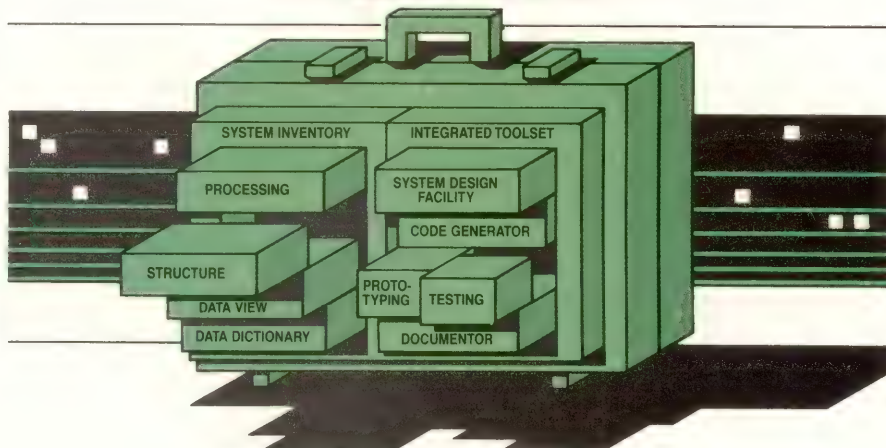 SYSTEM INVENTORY
PROCESSING
STRUCTURE
DATA VIEW
DATA DICTIONARY
INTEGRATED TOOLSET
SYSTEM DESIGN
FACILITY
CODE GENERATOR
PROTO-
TYPING
TESTING
DOCUMENTOR